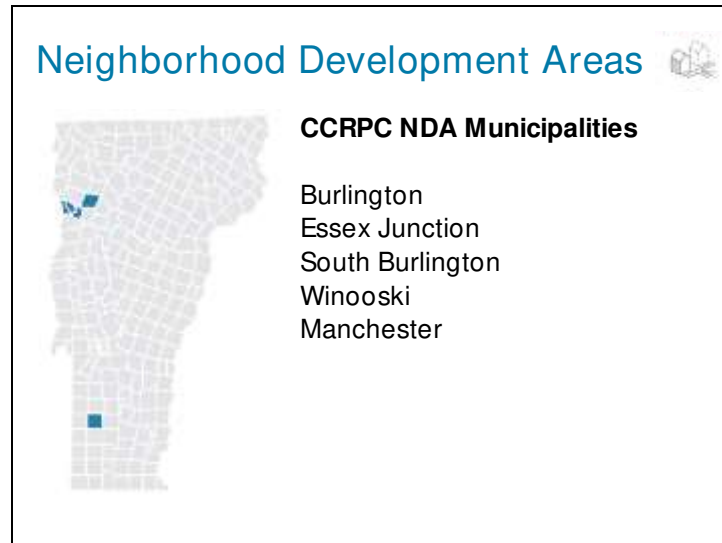 Neighborhood Development Areas
CCRPC NDA Municipalities
Burlington
Essex Junction
South Burlington
Winooski
Manchester